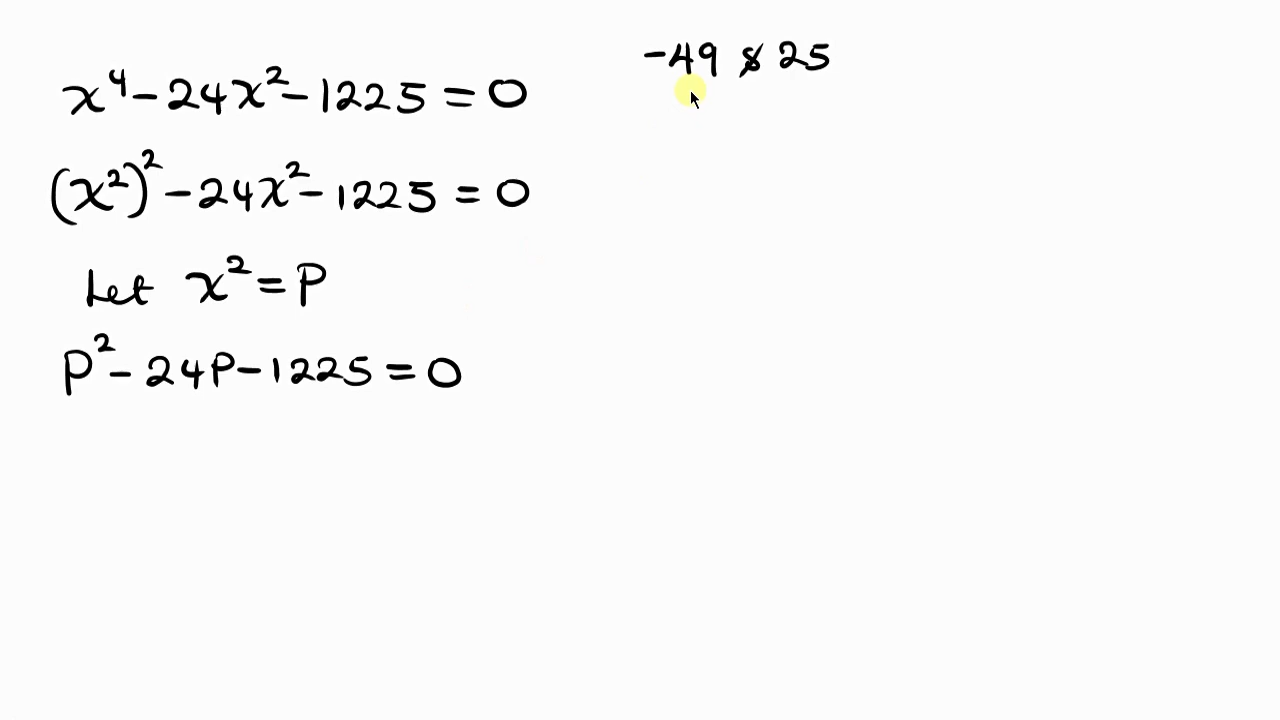 x⁴ - 24x² - 1225 = 0
-49 & 25
(x²)² - 24x² - 1225 = 0
Let x² = P
P² - 24P - 1225 = 0